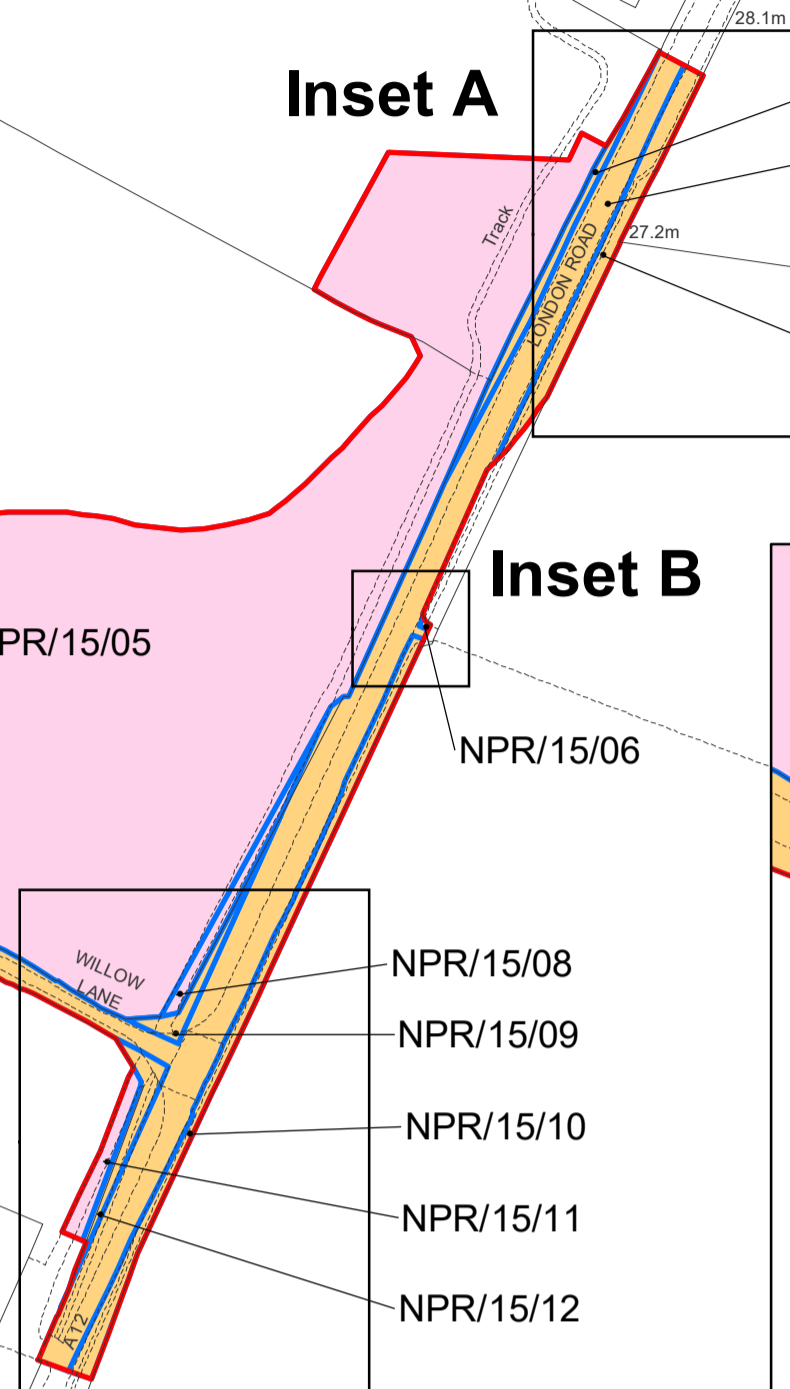 28.1m
Inset A
Track
LONDON ROAD
27.2m
Inset B
PR/15/05
NPR/15/06
WILLOW
LANE
NPR/15/08
NPR/15/09
NPR/15/10
NPR/15/11
NPR/15/12
A12